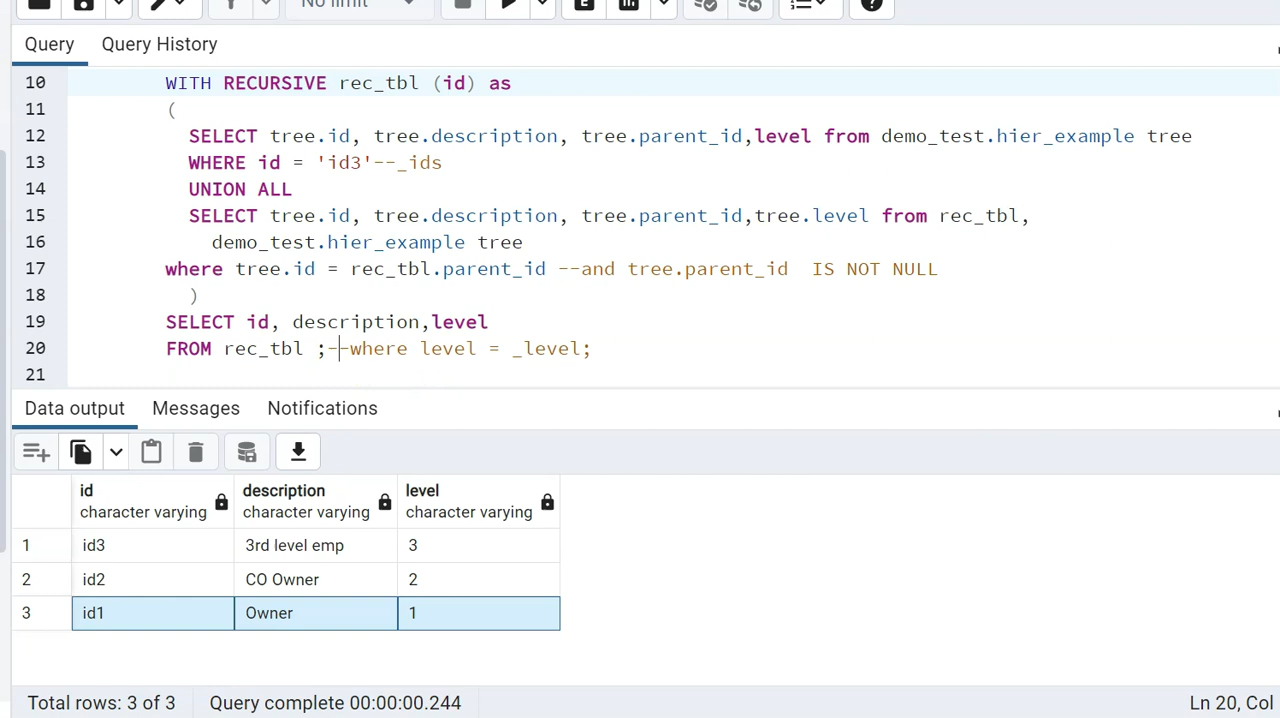 No limit
Query Query History
10 WITH RECURSIVE rec_tbl (id) as
11 (
12 SELECT tree.id, tree.description, tree.parent_id,level from demo_test.hier_example tree
13 WHERE id = 'id3'--_ids
14 UNION ALL
15 SELECT tree.id, tree.description, tree.parent_id,tree.level from rec_tbl,
16 demo_test.hier_example tree
17 where tree.id = rec_tbl.parent_id --and tree.parent_id  IS NOT NULL
18 )
19 SELECT id, description,level
20 FROM rec_tbl ;--where level = _level;
21
Data output Messages Notifications
id description level
character varying character varying character varying
1 id3 3rd level emp 3
2 id2 CO Owner 2
3 id1 Owner 1
Total rows: 3 of 3 Query complete 00:00:00.244 Ln 20, Col